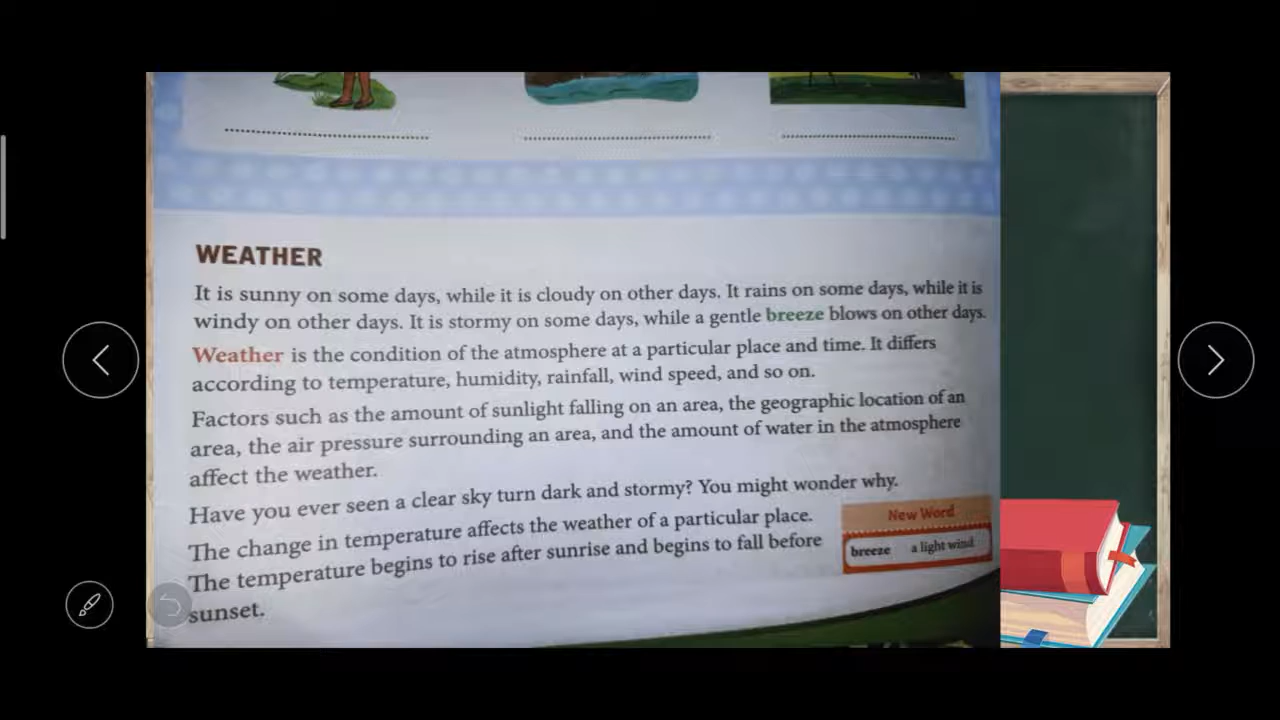 WEATHER
It is sunny on some days, while it is cloudy on other days. It rains on some days, while it is
windy on other days. It is stormy on some days, while a gentle breeze blows on other days.
Weather is the condition of the atmosphere at a particular place and time. It differs
according to temperature, humidity, rainfall, wind speed, and so on.
Factors such as the amount of sunlight falling on an area, the geographic location of an
area, the air pressure surrounding an area, and the amount of water in the atmosphere
affect the weather.
Have you ever seen a clear sky turn dark and stormy? You might wonder why.
The change in temperature affects the weather of a particular place.
The temperature begins to rise after sunrise and begins to fall before
sunset.
New Word
breeze a light wind